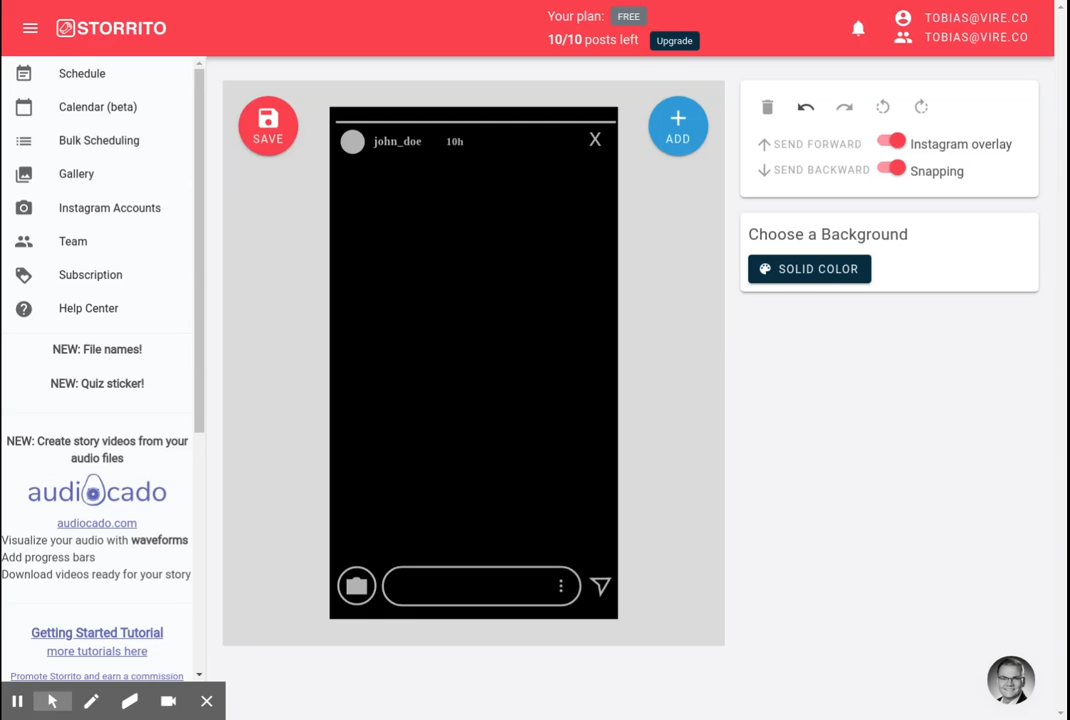 STORRITO
Your plan: FREE
10/10 posts left Upgrade
TOBIAS@VIRE.CO
TOBIAS@VIRE.CO
Schedule
Calendar (beta)
Bulk Scheduling
Gallery
Instagram Accounts
Team
Subscription
Help Center
NEW: File names!
NEW: Quiz sticker!
NEW: Create story videos from your
audio files
audiocado
audiocado.com
Visualize your audio with waveforms
Add progress bars
Download videos ready for your story
Getting Started Tutorial
more tutorials here
Promote Storrito and earn a commission
SAVE
john_doe 10h X
ADD
SEND FORWARD Instagram overlay
SEND BACKWARD Snapping
Choose a Background
SOLID COLOR